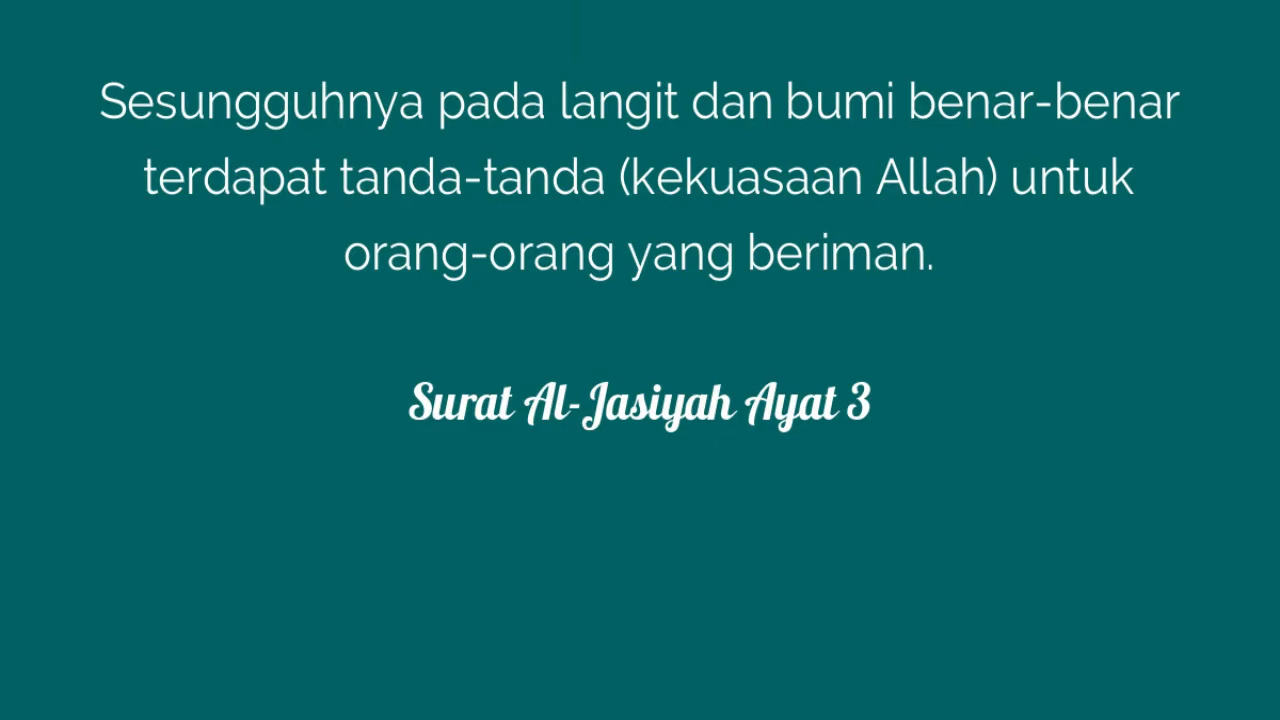 Sesungguhnya pada langit dan bumi benar-benar
terdapat tanda-tanda (kekuasaan Allah) untuk
orang-orang yang beriman.
Surat Al-Jasiyah Ayat 3